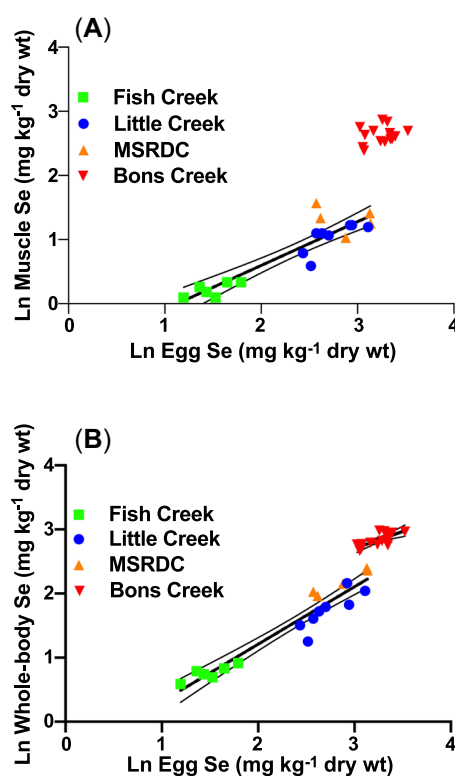 (A)
Ln Muscle Se (mg kg-1 dry wt)
4
3
2
1
0
Fish Creek
Little Creek
MSRDC
Bons Creek
0
1
2
3
4
Ln Egg Se (mg kg-1 dry wt)
(B)
Ln Whole-body Se (mg kg-1 dry wt)
4
3
2
1
0
Fish Creek
Little Creek
MSRDC
Bons Creek
0
1
2
3
4
Ln Egg Se (mg kg-1 dry wt)